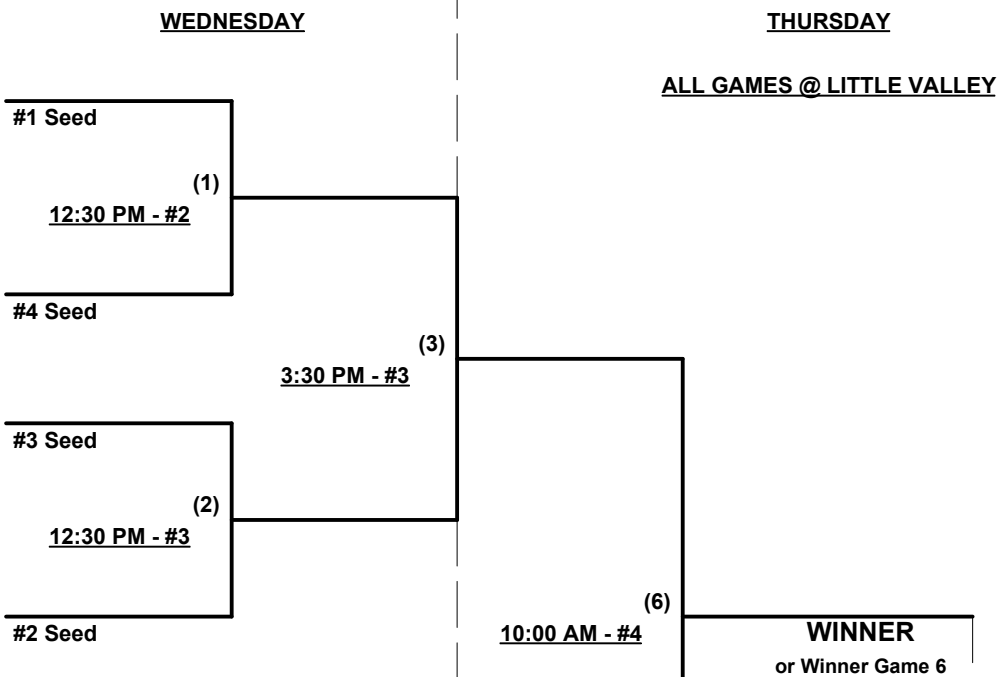 WEDNESDAY
THURSDAY
ALL GAMES @ LITTLE VALLEY
#1 Seed
(1)
12:30 PM - #2
#4 Seed
(3)
3:30 PM - #3
#3 Seed
(2)
12:30 PM - #3
#2 Seed
(6)
10:00 AM - #4
WINNER
or Winner Game 6